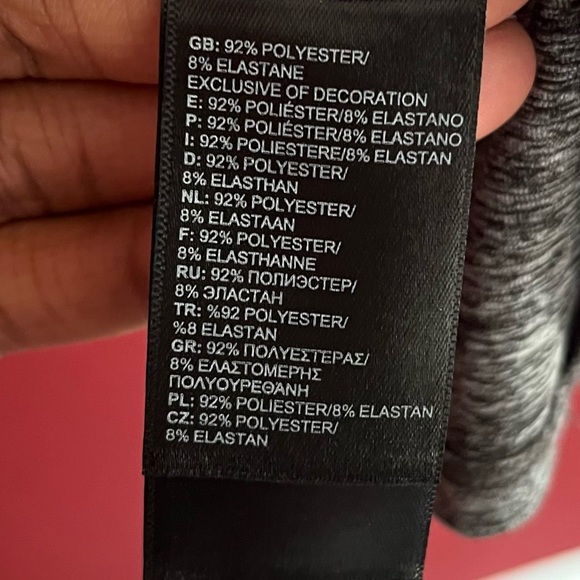 GB: 92% POLYESTER/
8% ELASTANE
EXCLUSIVE OF DECORATION
E: 92% POLIÉSTER/8% ELASTANO
P: 92% POLIÉSTER/8% ELASTANO
I: 92% POLIESTERE/8% ELASTAN
D: 92% POLYESTER/
8% ELASTHAN
NL: 92% POLYESTER/
8% ELASTAAN
F: 92% POLYESTER/
8% ELASTHANNE
RU: 92% ПОЛИЭСТЕР/
8% ЭЛАСТАН
TR: %92 POLYESTER/
%8 ELASTAN
GR: 92% ΠΟΛΥΕΣΤΕΡΑΣ/
8% ΕΛΑΣΤΟΜΕΡΉΣ
ΠΟΛΥΟΥΡΕΘΆΝΗ
PL: 92% POLIESTER/8% ELASTAN
CZ: 92% POLYESTER/
8% ELASTAN